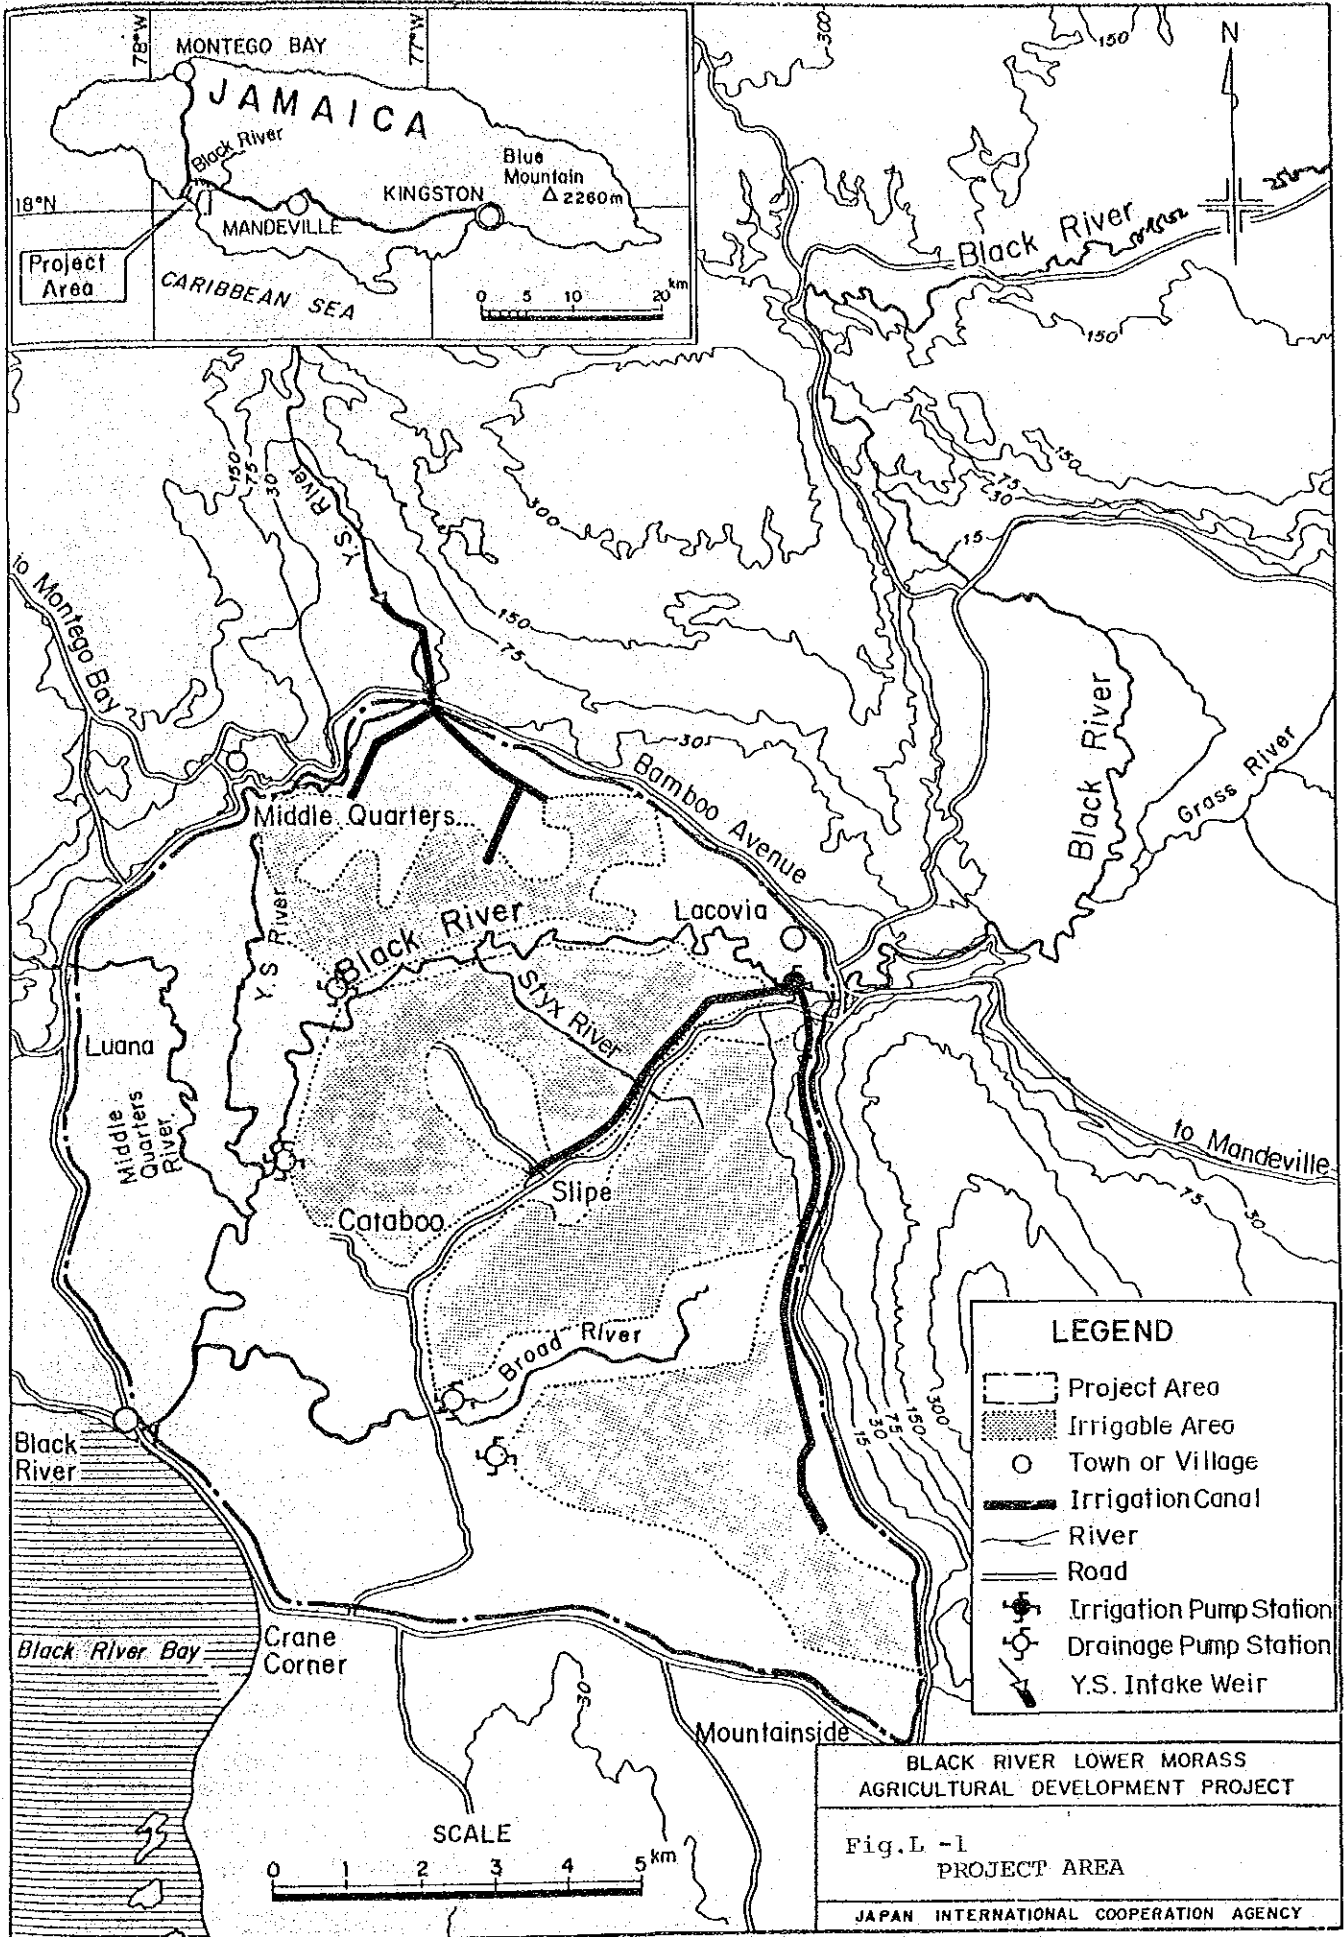 78°W
77°W
MONTEGO BAY
JAMAICA
Black River
Blue
Mountain
△ 2260m
KINGSTON
18°N
MANDEVILLE
Project
Area
CARIBBEAN SEA
0 5 10 20 km
300
150
N
250
Black River
150
150
75
30
Y.S. River
300
150
75
30
15
to Montego Bay
150
75
30
Bamboo Avenue
Black River
Grass River
Middle Quarters
Y.S. River
Black River
Lacovia
Styx River
Luana
Middle
Quarters
River
to Mandeville
75
30
Slipe
Cataboo
Broad River
300
150
75
30
15
Black
River
Black River Bay
Crane
Corner
30
Mountainside
LEGEND
Project Area
Irrigable Area
Town or Village
Irrigation Canal
River
Road
Irrigation Pump Station
Drainage Pump Station
Y.S. Intake Weir
SCALE
0 1 2 3 4 5 km
BLACK RIVER LOWER MORASS
AGRICULTURAL DEVELOPMENT PROJECT
Fig.L -1
PROJECT AREA
JAPAN INTERNATIONAL COOPERATION AGENCY